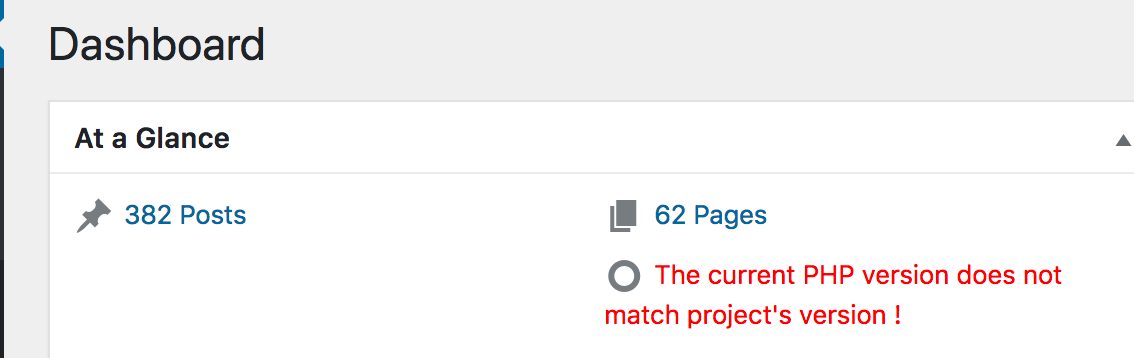 Dashboard
At a Glance
382 Posts
62 Pages
The current PHP version does not
match project's version !